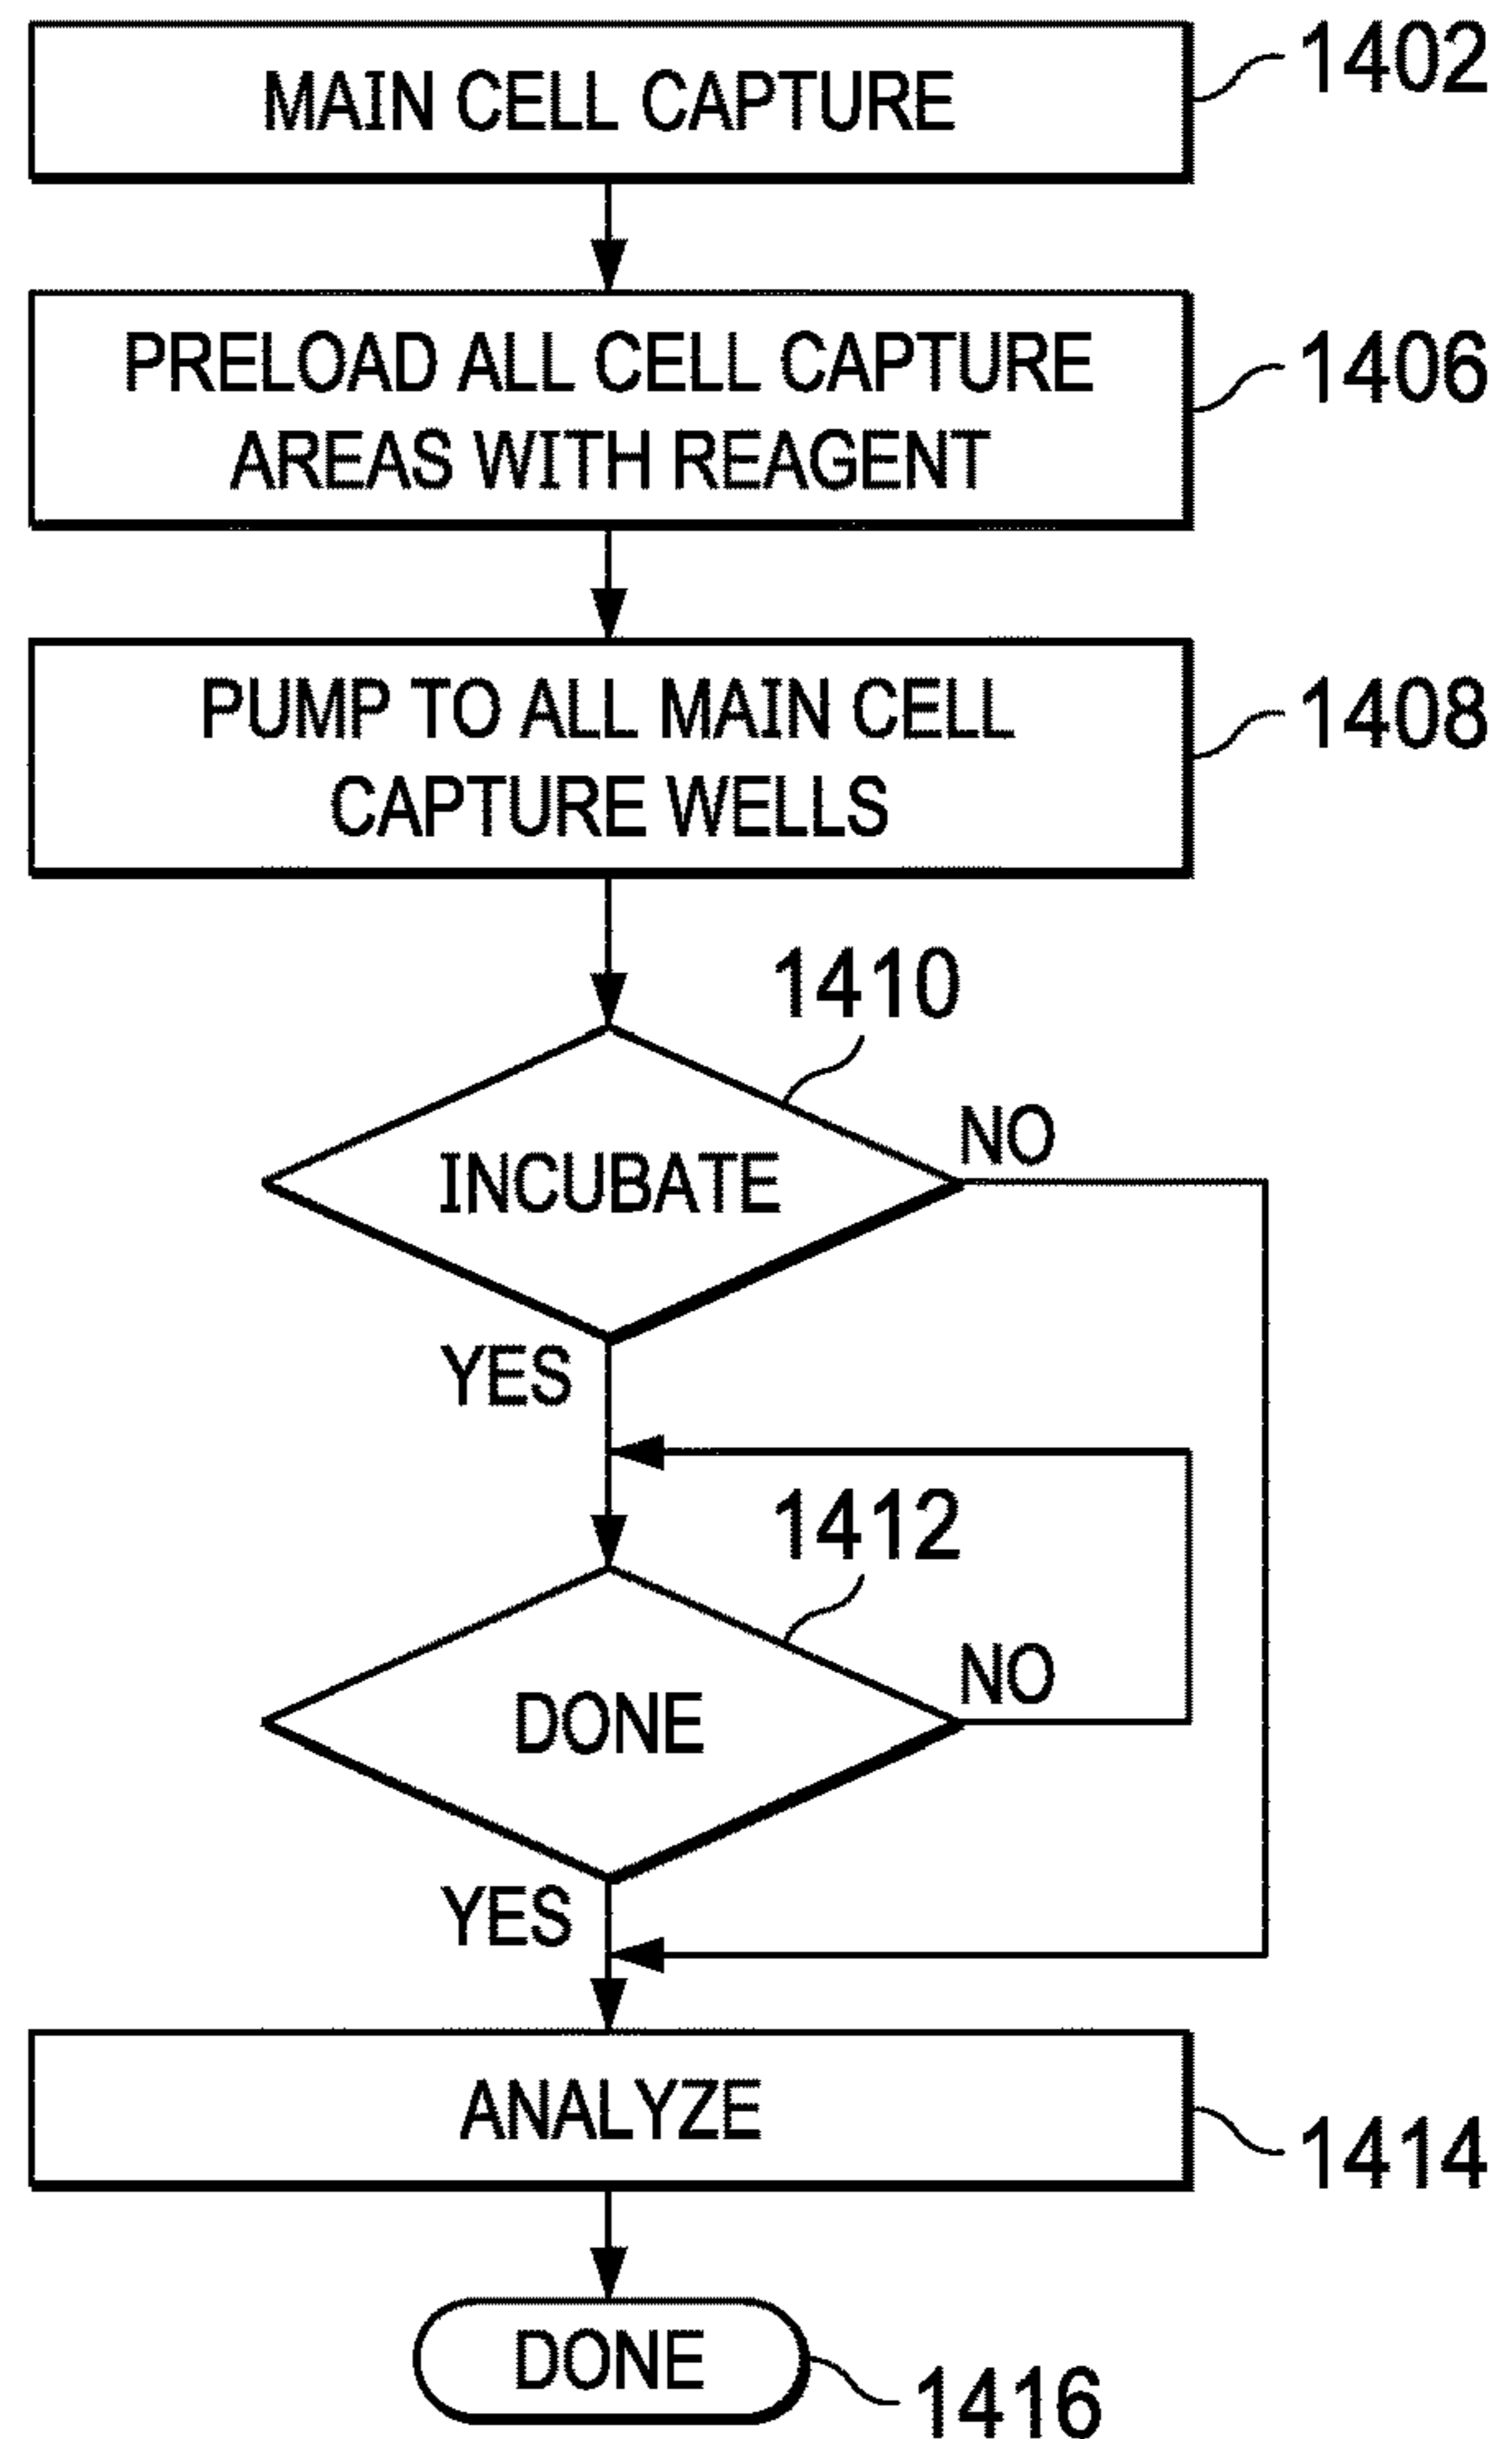 MAIN CELL CAPTURE
1402
PRELOAD ALL CELL CAPTURE
AREAS WITH REAGENT
1406
PUMP TO ALL MAIN CELL
CAPTURE WELLS
1408
1410
INCUBATE
NO
YES
1412
DONE
NO
YES
ANALYZE
1414
DONE
1416